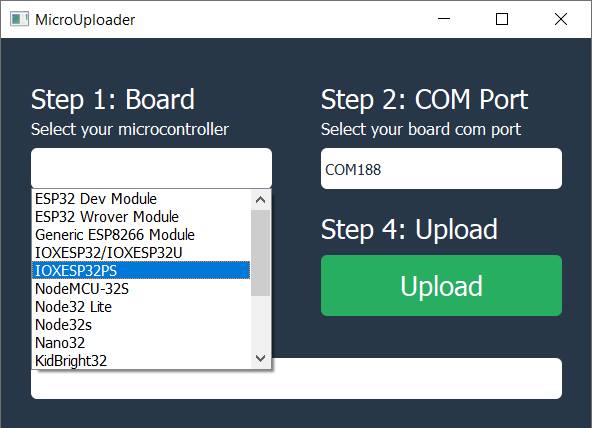 MicroUploader
Step 1: Board
Select your microcontroller
ESP32 Dev Module
ESP32 Wrover Module
Generic ESP8266 Module
IOXESP32/IOXESP32U
IOXESP32PS
NodeMCU-32S
Node32 Lite
Node32s
Nano32
KidBright32
Step 2: COM Port
Select your board com port
COM188
Step 4: Upload
Upload